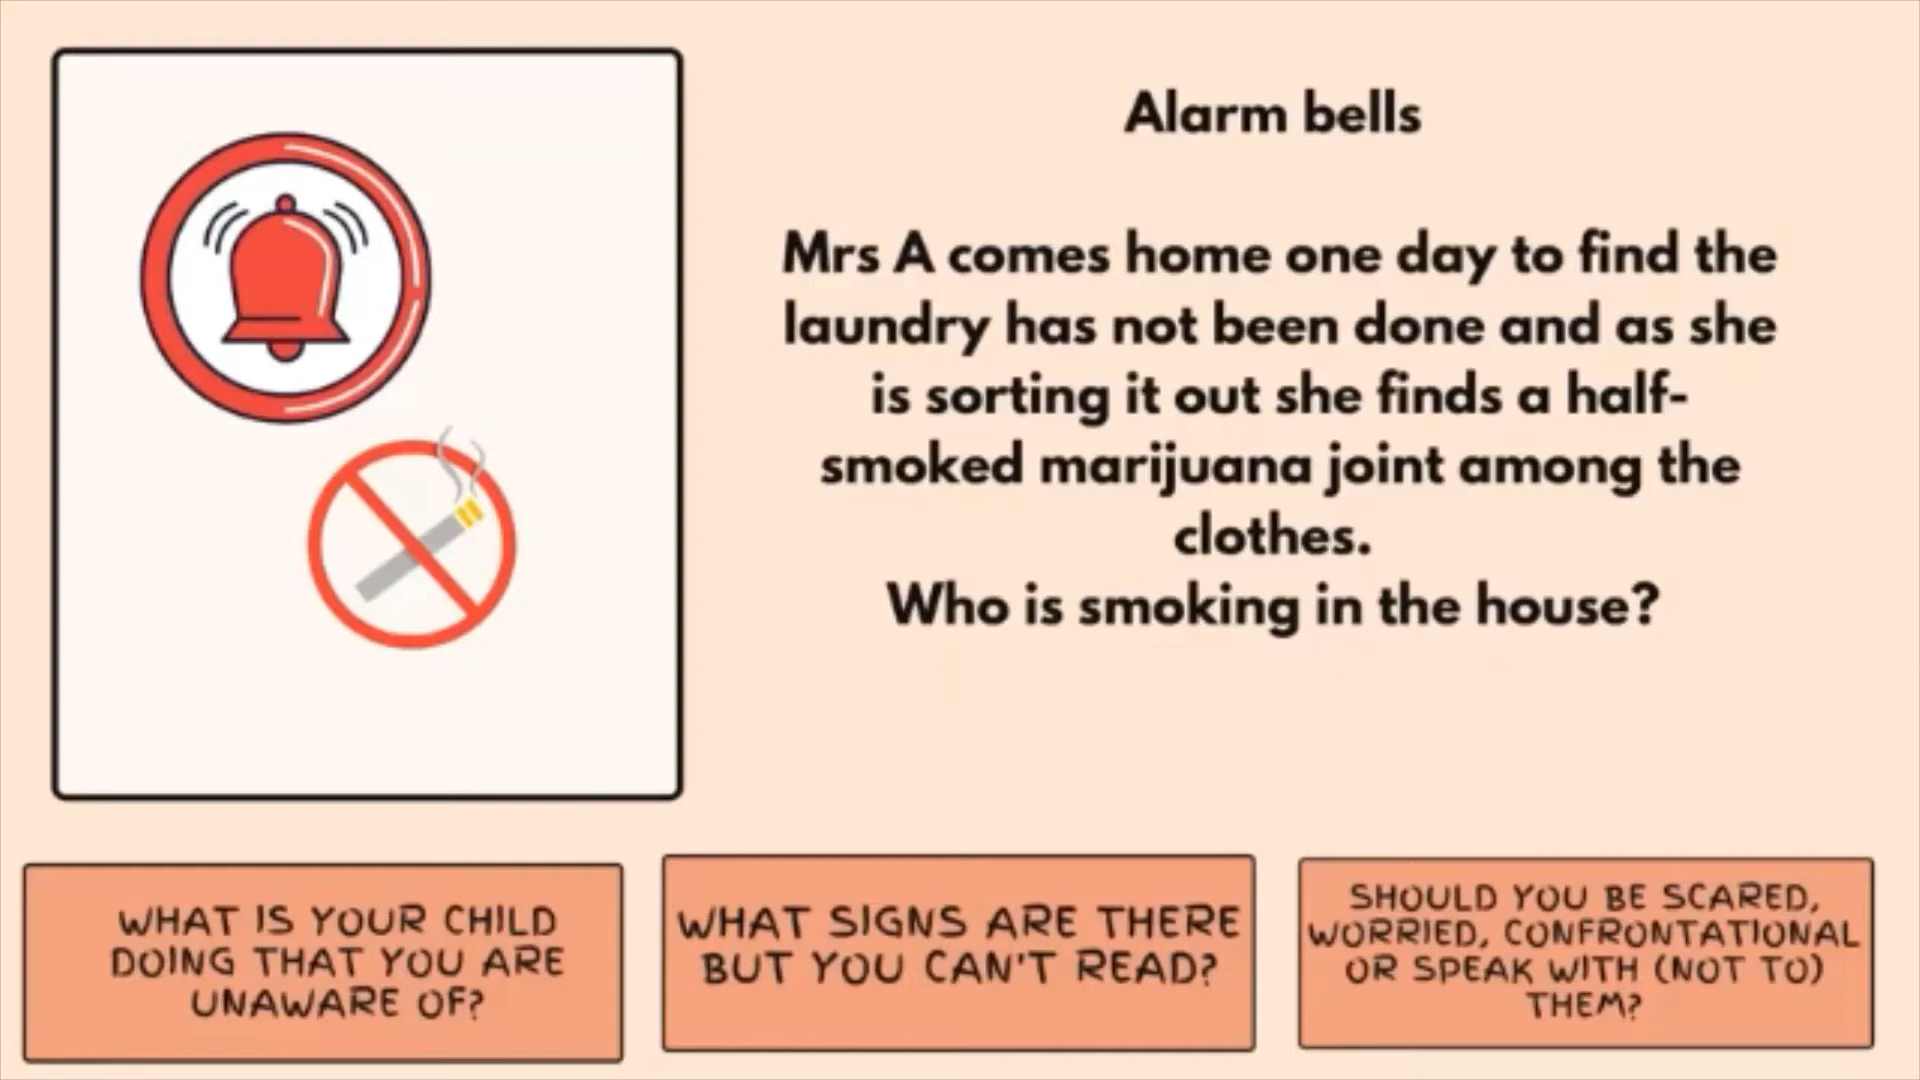 Alarm bells
Mrs A comes home one day to find the
laundry has not been done and as she
is sorting it out she finds a half-
smoked marijuana joint among the
clothes.
Who is smoking in the house?
WHAT IS YOUR CHILD
DOING THAT YOU ARE
UNAWARE OF?
WHAT SIGNS ARE THERE
BUT YOU CAN'T READ?
SHOULD YOU BE SCARED,
WORRIED, CONFRONTATIONAL
OR SPEAK WITH (NOT TO)
THEM?